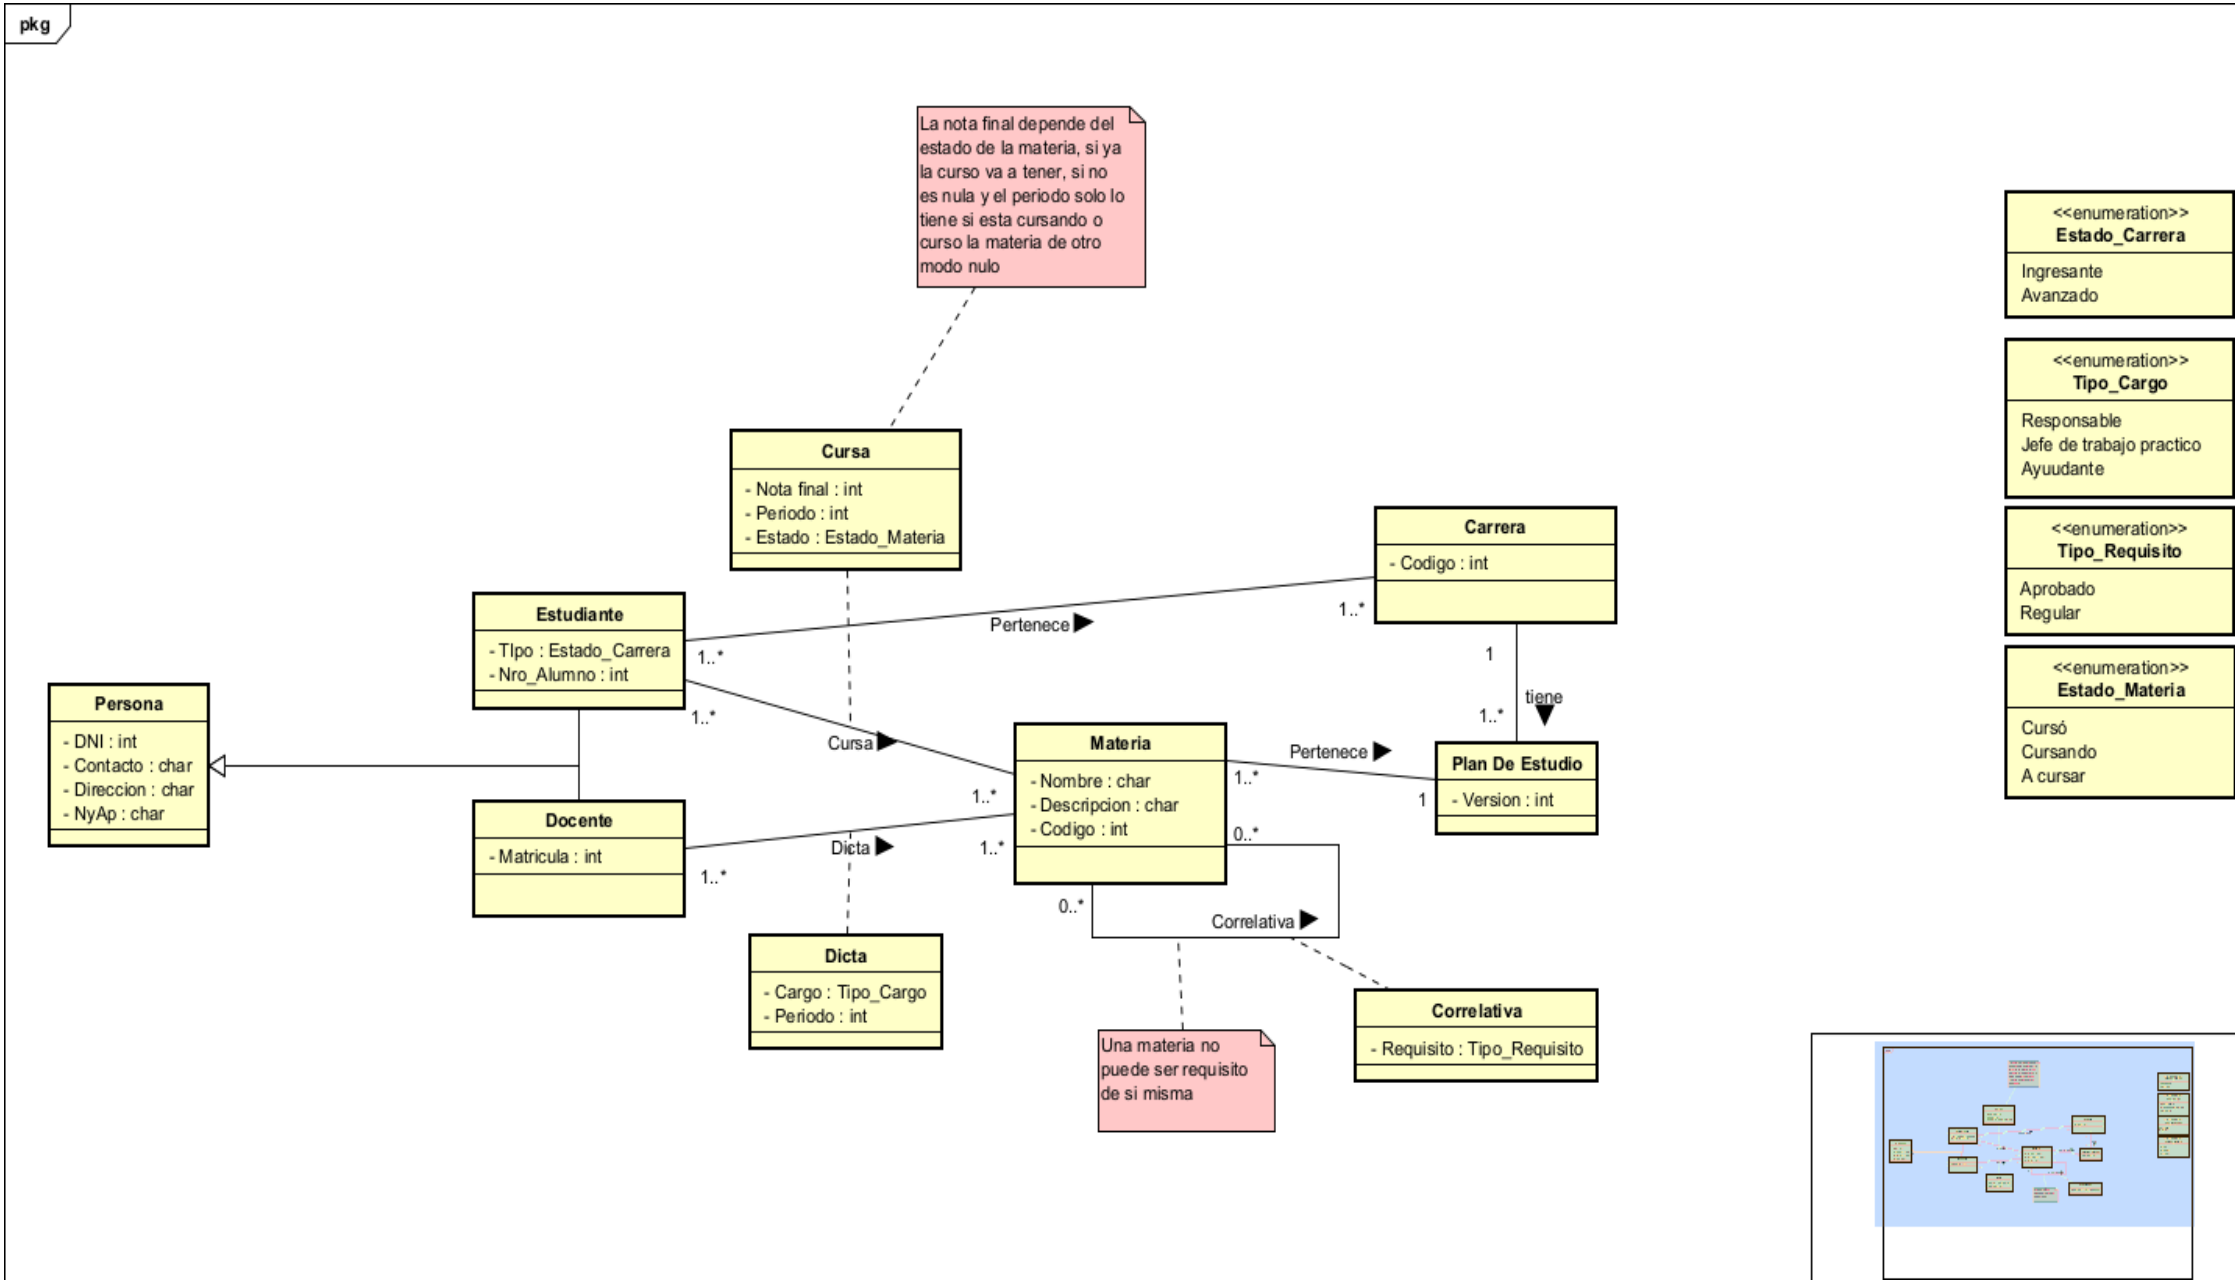 pkg
La nota final depende del
estado de la materia, si ya
la curso va a tener, si no
es nula y el periodo solo lo
tiene si esta cursando o
curso la materia de otro
modo nulo
<<enumeration>>
Estado_Carrera
Ingresante
Avanzado
<<enumeration>>
Tipo_Cargo
Responsable
Jefe de trabajo practico
Ayuudante
<<enumeration>>
Tipo_Requisito
Aprobado
Regular
<<enumeration>>
Estado_Materia
Cursó
Cursando
A cursar
Cursa
- Nota final : int
- Periodo : int
- Estado : Estado_Materia
Carrera
- Codigo : int
Estudiante
- TIpo : Estado_Carrera
- Nro_Alumno : int
1..*
Pertenece
1..*
1
tiene
1..*
Persona
- DNI : int
- Contacto : char
- Direccion : char
- NyAp : char
1..*
Cursa
1..*
Materia
- Nombre : char
- Descripcion : char
- Codigo : int
Pertenece
1..*
1
Plan De Estudio
- Version : int
Docente
- Matricula : int
1..*
Dicta
1..*
0..*
0..*
Correlativa
Dicta
- Cargo : Tipo_Cargo
- Periodo : int
Correlativa
- Requisito : Tipo_Requisito
Una materia no
puede ser requisito
de si misma